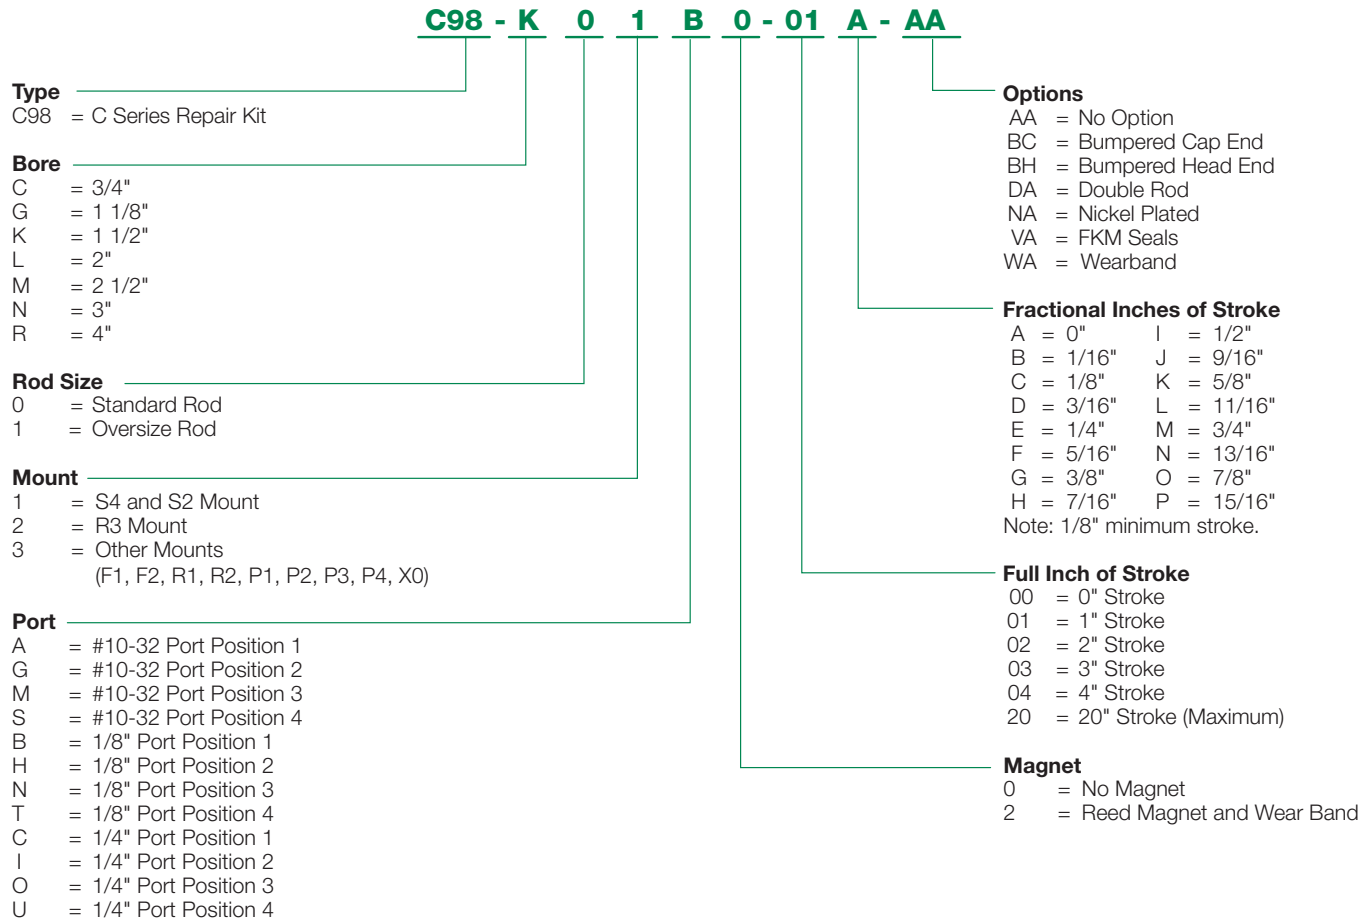 C98 - K 0 1 B 0 - 01 A - AA
Type
C98 = C Series Repair Kit
Bore
C = 3/4"
G = 1 1/8"
K = 1 1/2"
L = 2"
M = 2 1/2"
N = 3"
R = 4"
Rod Size
0 = Standard Rod
1 = Oversize Rod
Mount
1 = S4 and S2 Mount
2 = R3 Mount
3 = Other Mounts
(F1, F2, R1, R2, P1, P2, P3, P4, X0)
Port
A = #10-32 Port Position 1
G = #10-32 Port Position 2
M = #10-32 Port Position 3
S = #10-32 Port Position 4
B = 1/8" Port Position 1
H = 1/8" Port Position 2
N = 1/8" Port Position 3
T = 1/8" Port Position 4
C = 1/4" Port Position 1
I = 1/4" Port Position 2
O = 1/4" Port Position 3
U = 1/4" Port Position 4
Options
AA = No Option
BC = Bumpered Cap End
BH = Bumpered Head End
DA = Double Rod
NA = Nickel Plated
VA = FKM Seals
WA = Wearband
Fractional Inches of Stroke
A = 0" I = 1/2"
B = 1/16" J = 9/16"
C = 1/8" K = 5/8"
D = 3/16" L = 11/16"
E = 1/4" M = 3/4"
F = 5/16" N = 13/16"
G = 3/8" O = 7/8"
H = 7/16" P = 15/16"
Note: 1/8" minimum stroke.
Full Inch of Stroke
00 = 0" Stroke
01 = 1" Stroke
02 = 2" Stroke
03 = 3" Stroke
04 = 4" Stroke
20 = 20" Stroke (Maximum)
Magnet
0 = No Magnet
2 = Reed Magnet and Wear Band